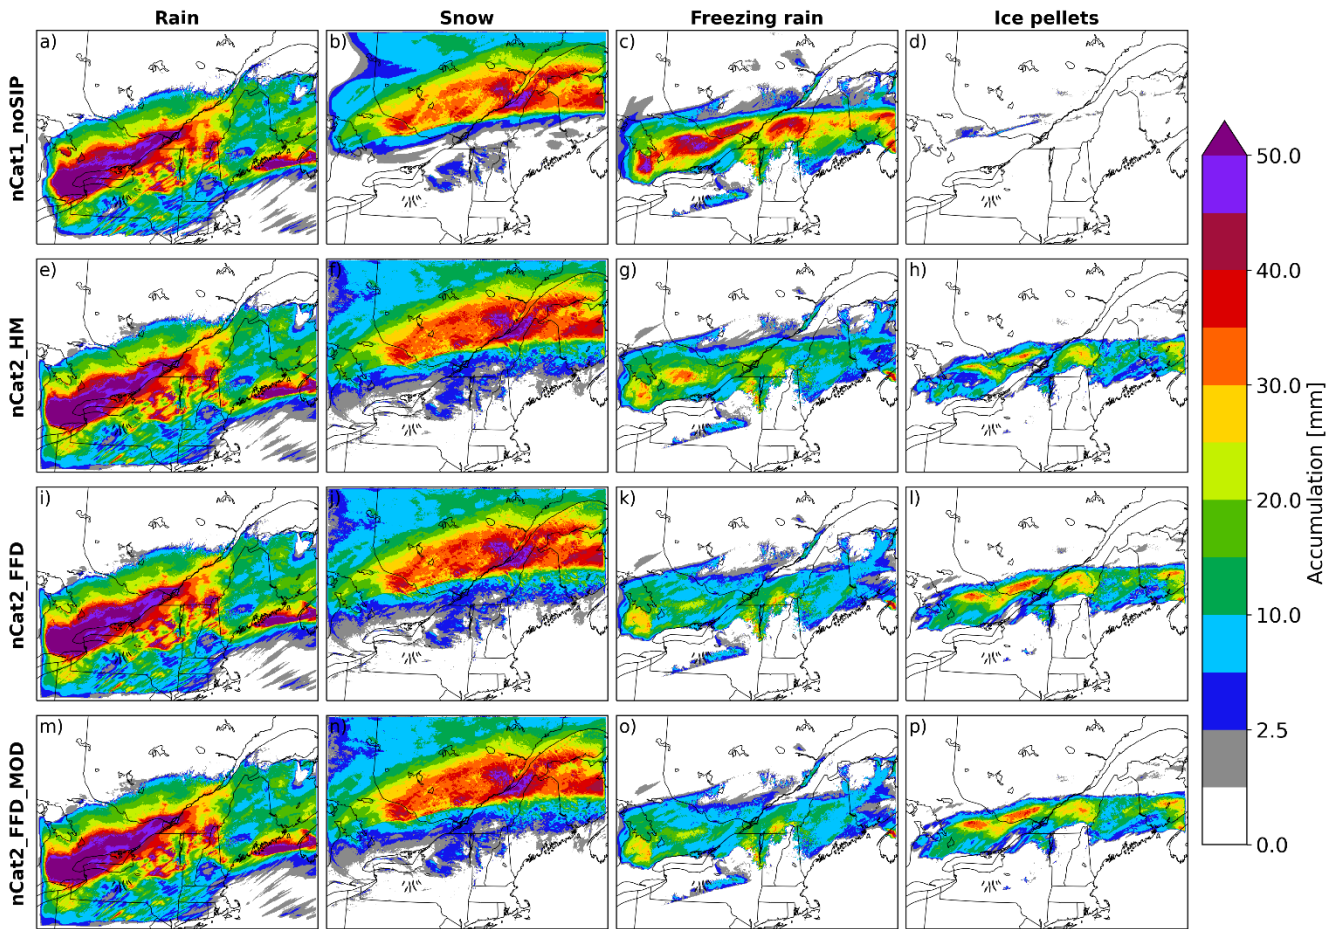 Rain Snow Freezing rain Ice pellets
nCat1_noSIP
a) b) c) d)
nCat2_HM
e) f) g) h)
nCat2_FFD
i) j) k) l)
nCat2_FFD_MOD
m) n) o) p)
50.0
40.0
30.0
20.0
10.0
2.5
0.0
Accumulation [mm]